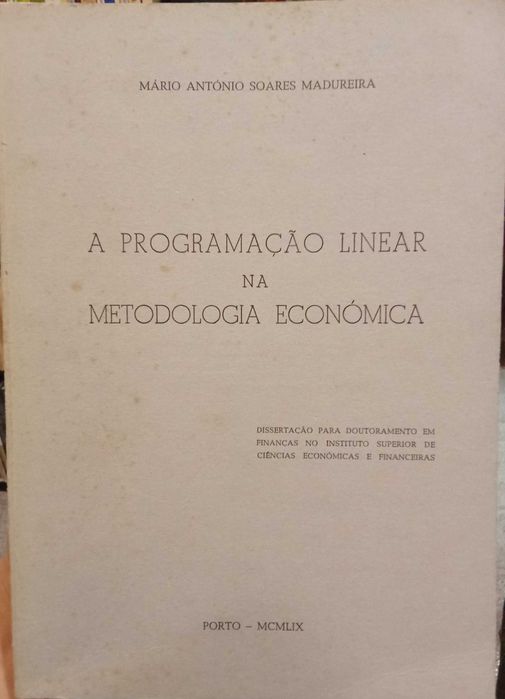 MÁRIO ANTÓNIO SOARES MADUREIRA
A PROGRAMAÇÃO LINEAR
NA
METODOLOGIA ECONÓMICA
DISSERTAÇÃO PARA DOUTORAMENTO EM
FINANÇAS NO INSTITUTO SUPERIOR DE
CIÊNCIAS ECONÓMICAS E FINANCEIRAS
PORTO – MCMLIX